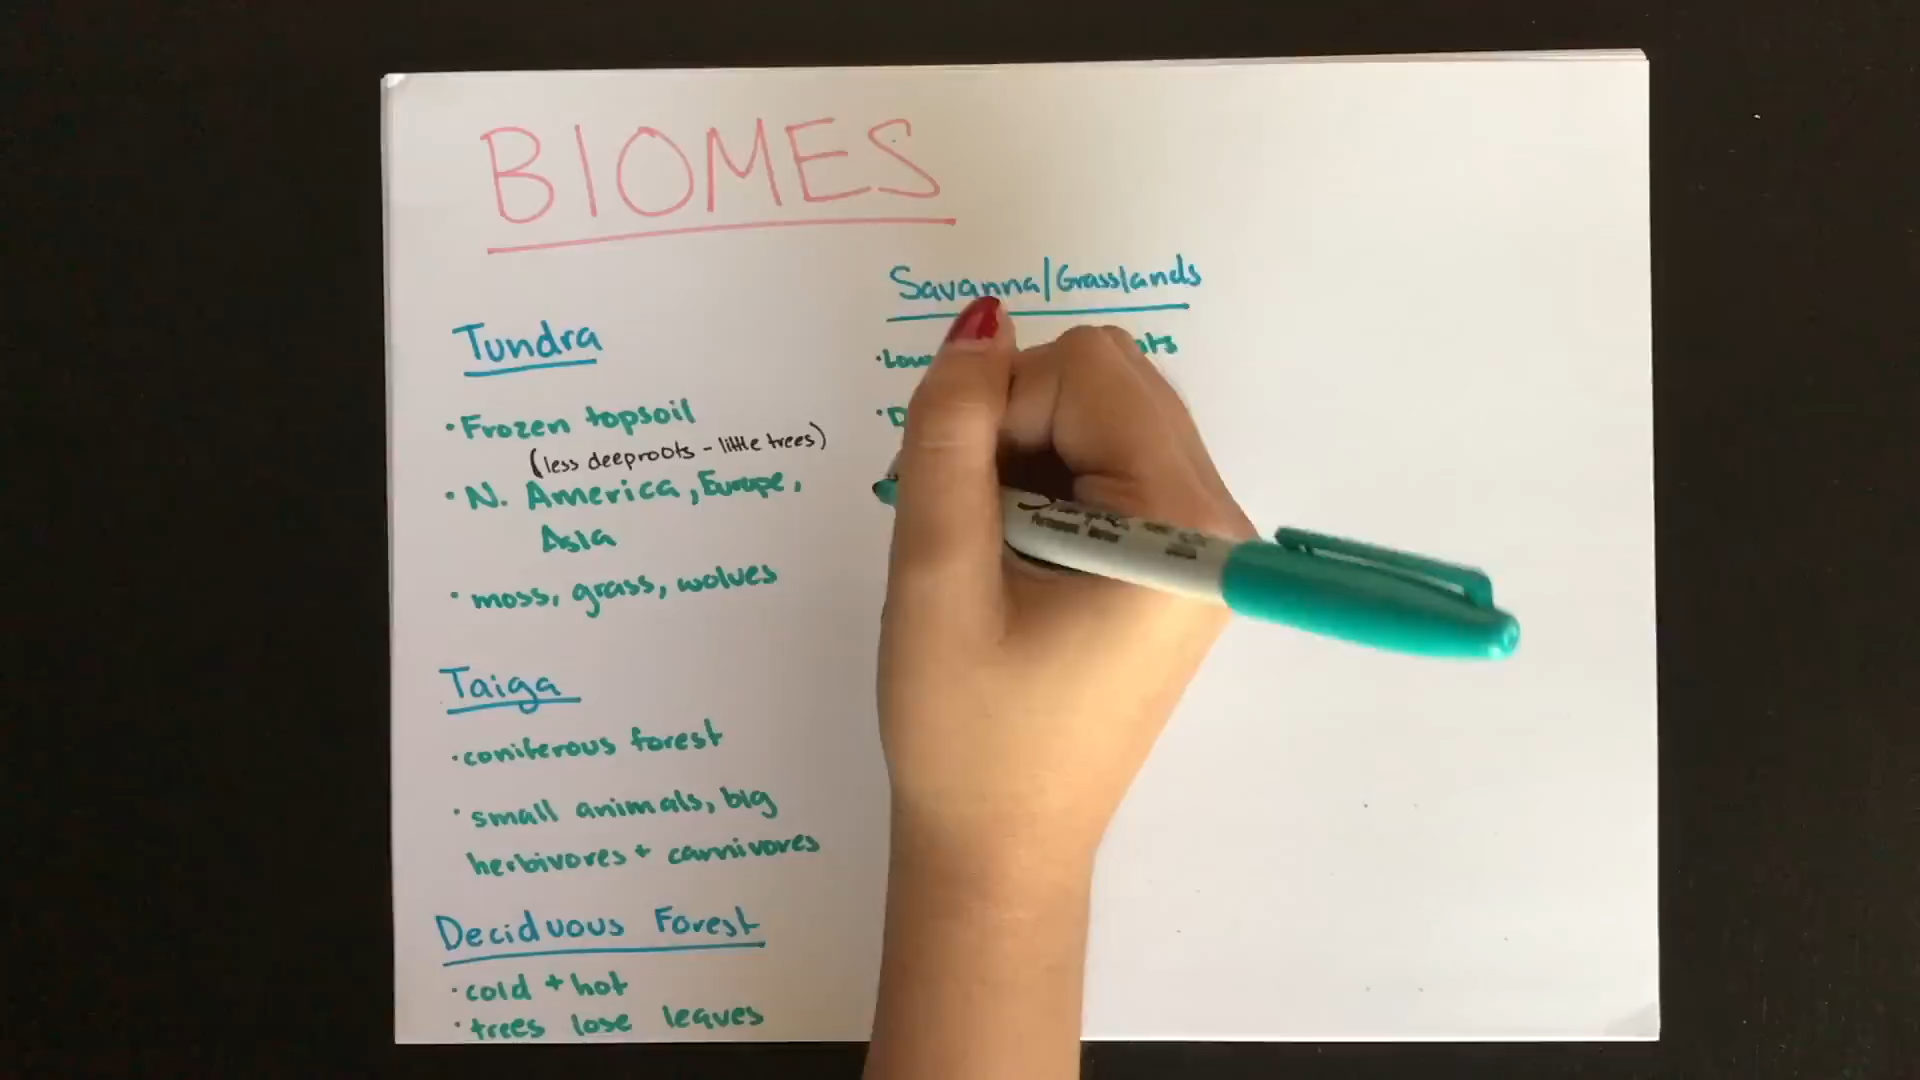 BIOMES
Tundra
• Frozen topsoil
(less deeproots - little trees)
• N. America, Europe,
Asia
• moss, grass, wolves
Taiga
• coniferous forest
• small animals, big
herbivores + carnivores
Deciduous Forest
• cold + hot
• trees lose leaves
Savanna/Grasslands